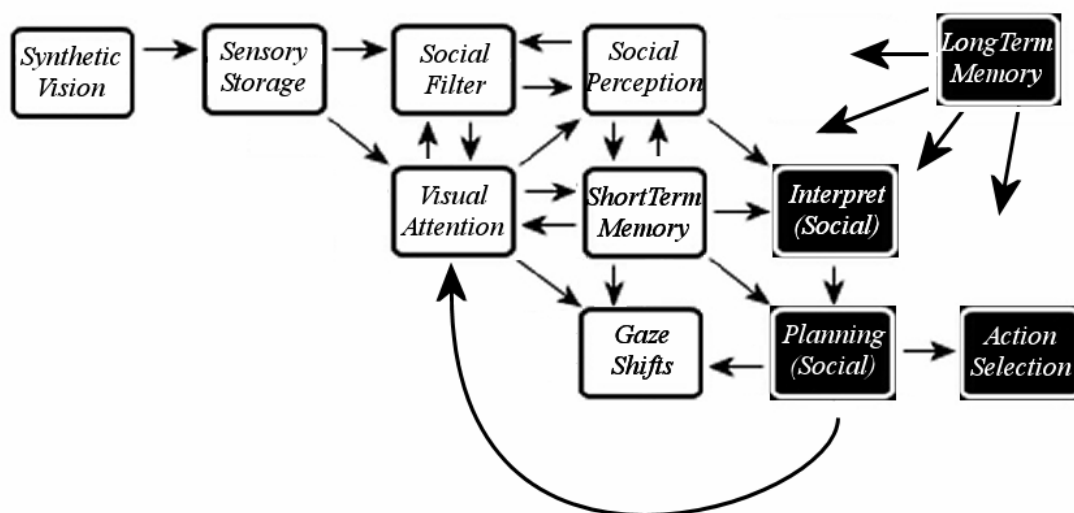 Synthetic
Vision
Sensory
Storage
Social
Filter
Social
Perception
LongTerm
Memory
Visual
Attention
ShortTerm
Memory
Interpret
(Social)
Gaze
Shifts
Planning
(Social)
Action
Selection